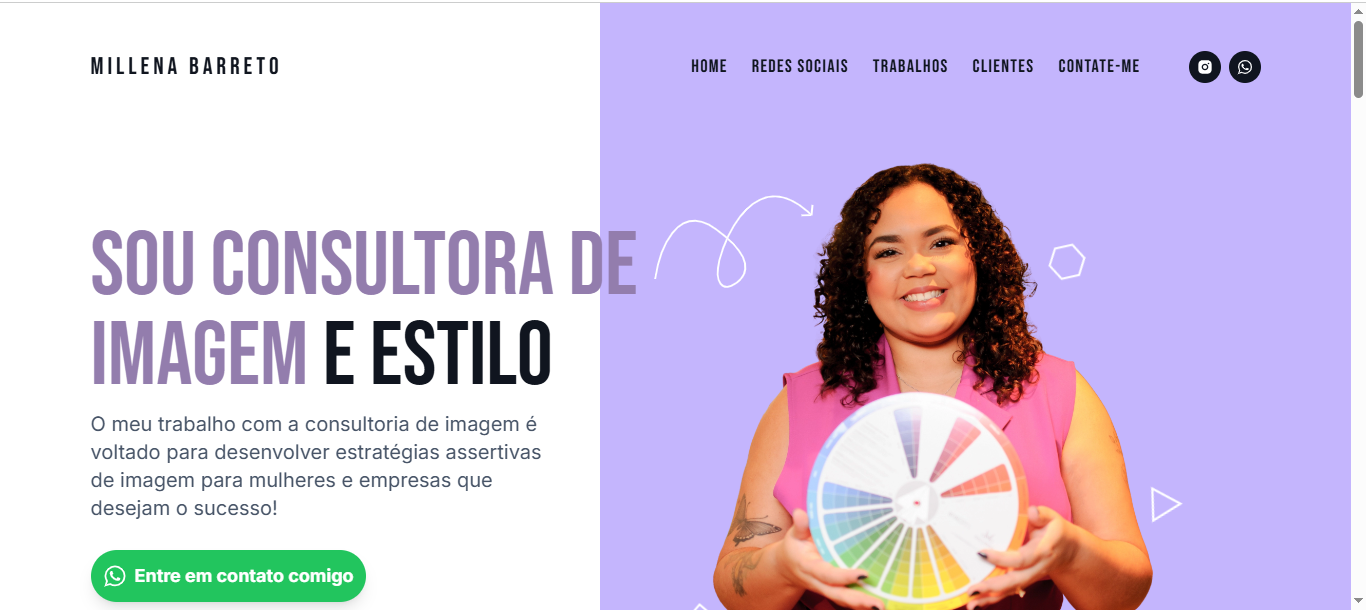 MILLENA BARRETO
HOME REDES SOCIAIS TRABALHOS CLIENTES CONTATE-ME
SOU CONSULTORA DE
IMAGEM E ESTILO
O meu trabalho com a consultoria de imagem é
voltado para desenvolver estratégias assertivas
de imagem para mulheres e empresas que
desejam o sucesso!
Entre em contato comigo